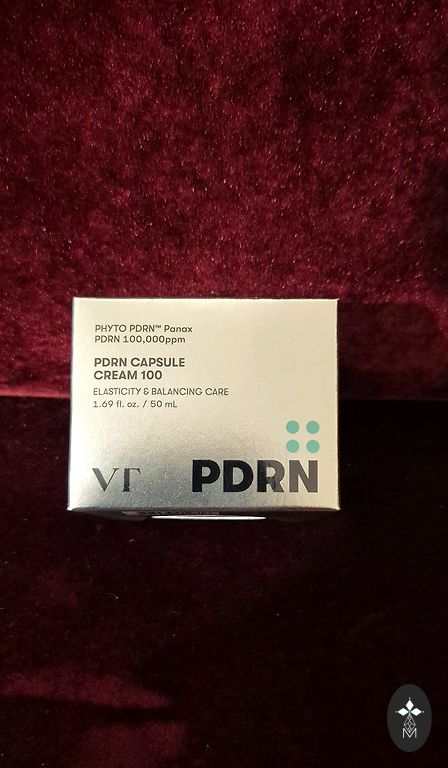 PHYTO PDRN™ Panax
PDRN 100,000ppm
PDRN CAPSULE
CREAM 100
ELASTICITY & BALANCING CARE
1.69 fl. oz. / 50 mL
VT
PDRN
M